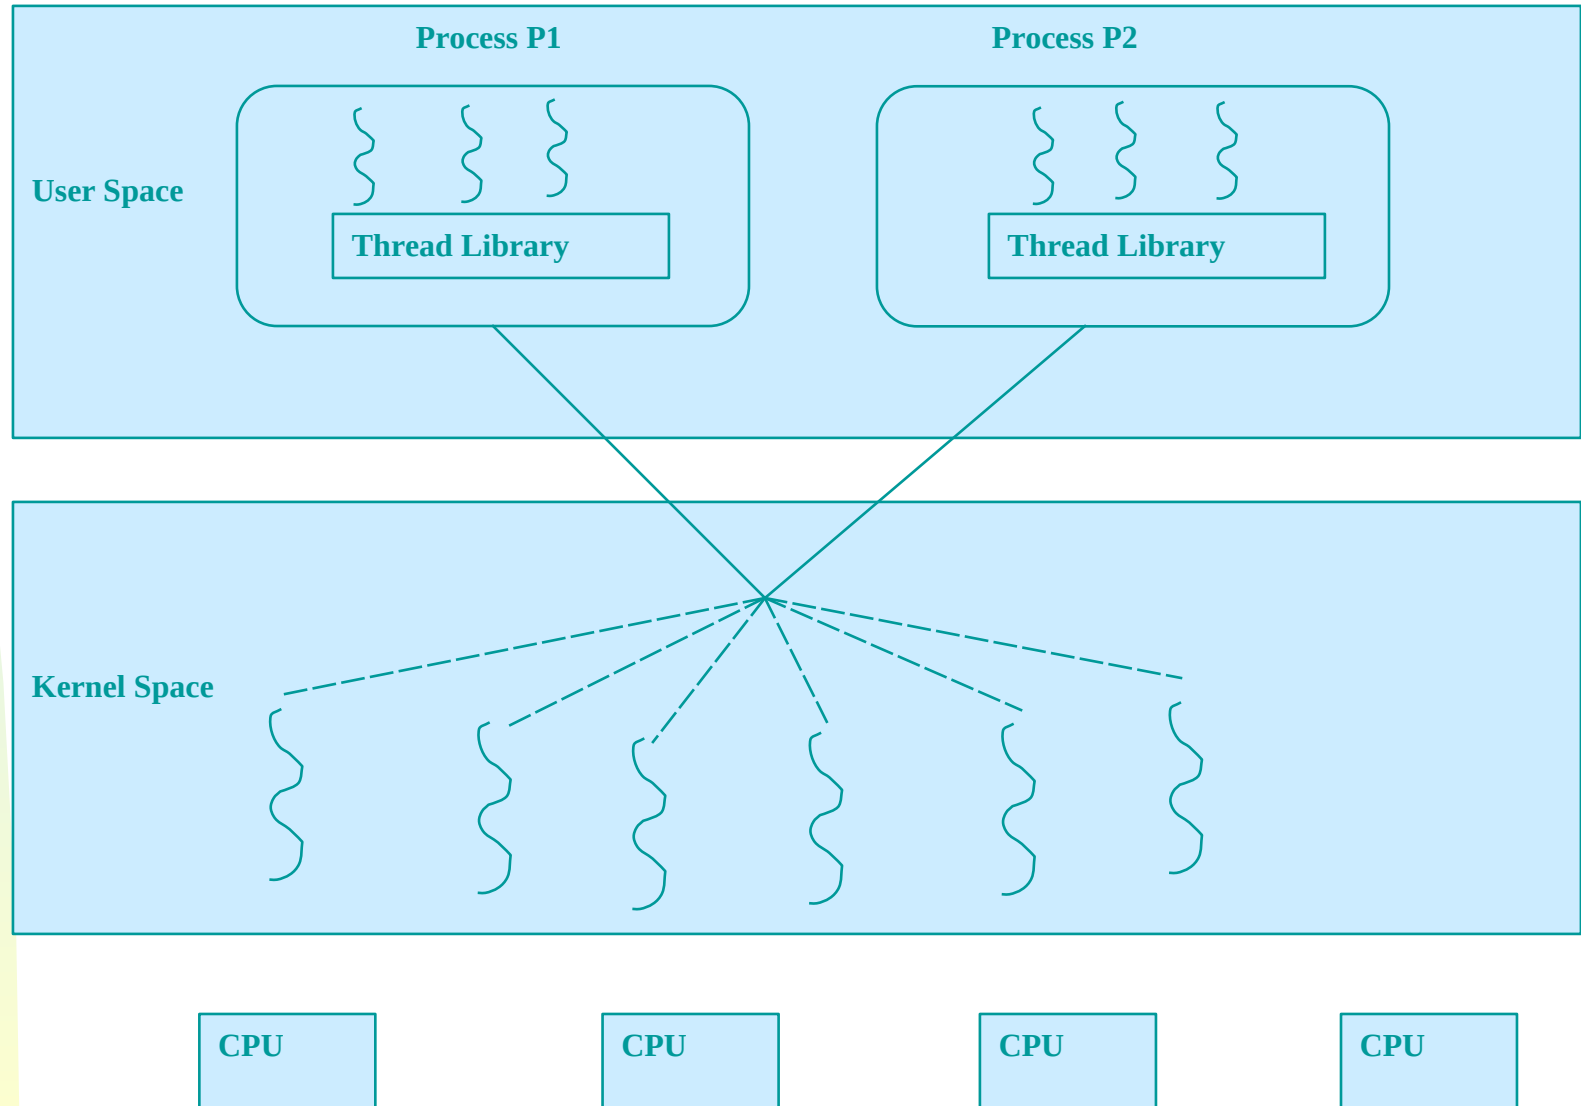 Process P1
Process P2
User Space
Thread Library
Thread Library
Kernel Space
CPU
CPU
CPU
CPU